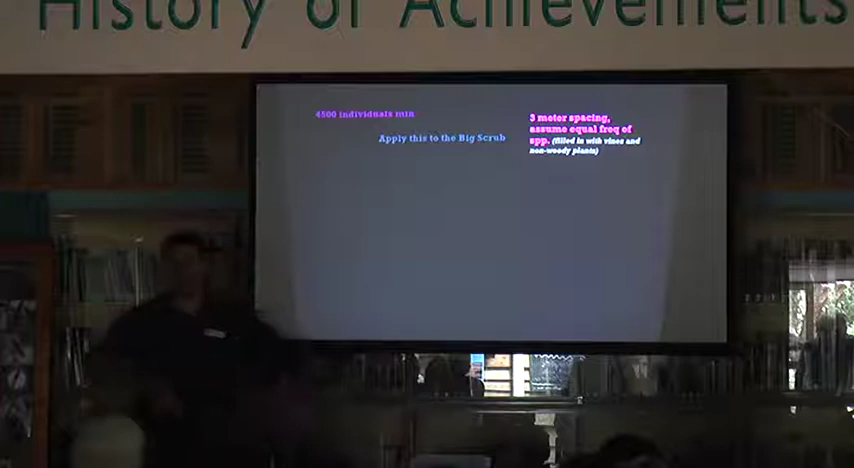 History of Achievements
4500 individuals min
Apply this to the Big Scrub
3 meter spacing,
assume equal freq of
spp. (filled in with vines and
non-woody plants)